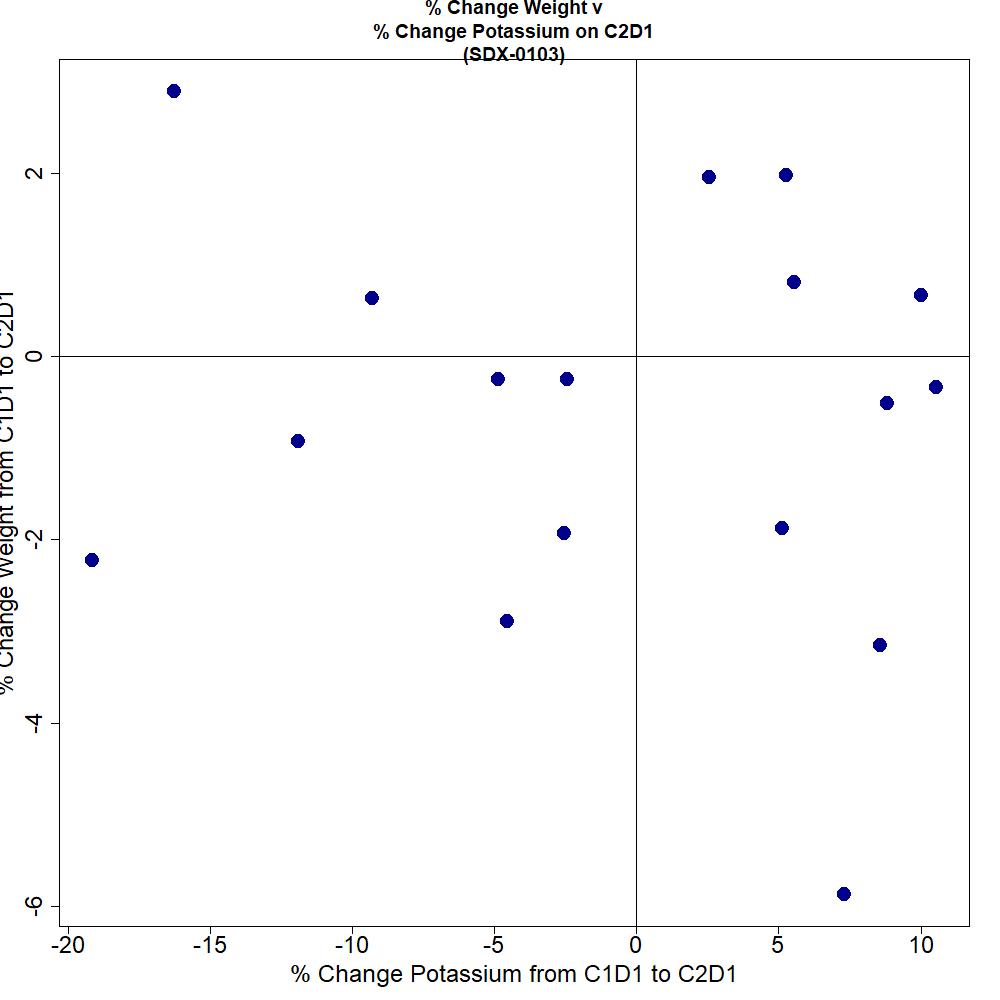 % Change Weight v
% Change Potassium on C2D1
(SDX-0103)
% Change Weight from C1D1 to C2D1
2
0
-2
-4
-6
-20 -15 -10 -5 0 5 10
% Change Potassium from C1D1 to C2D1